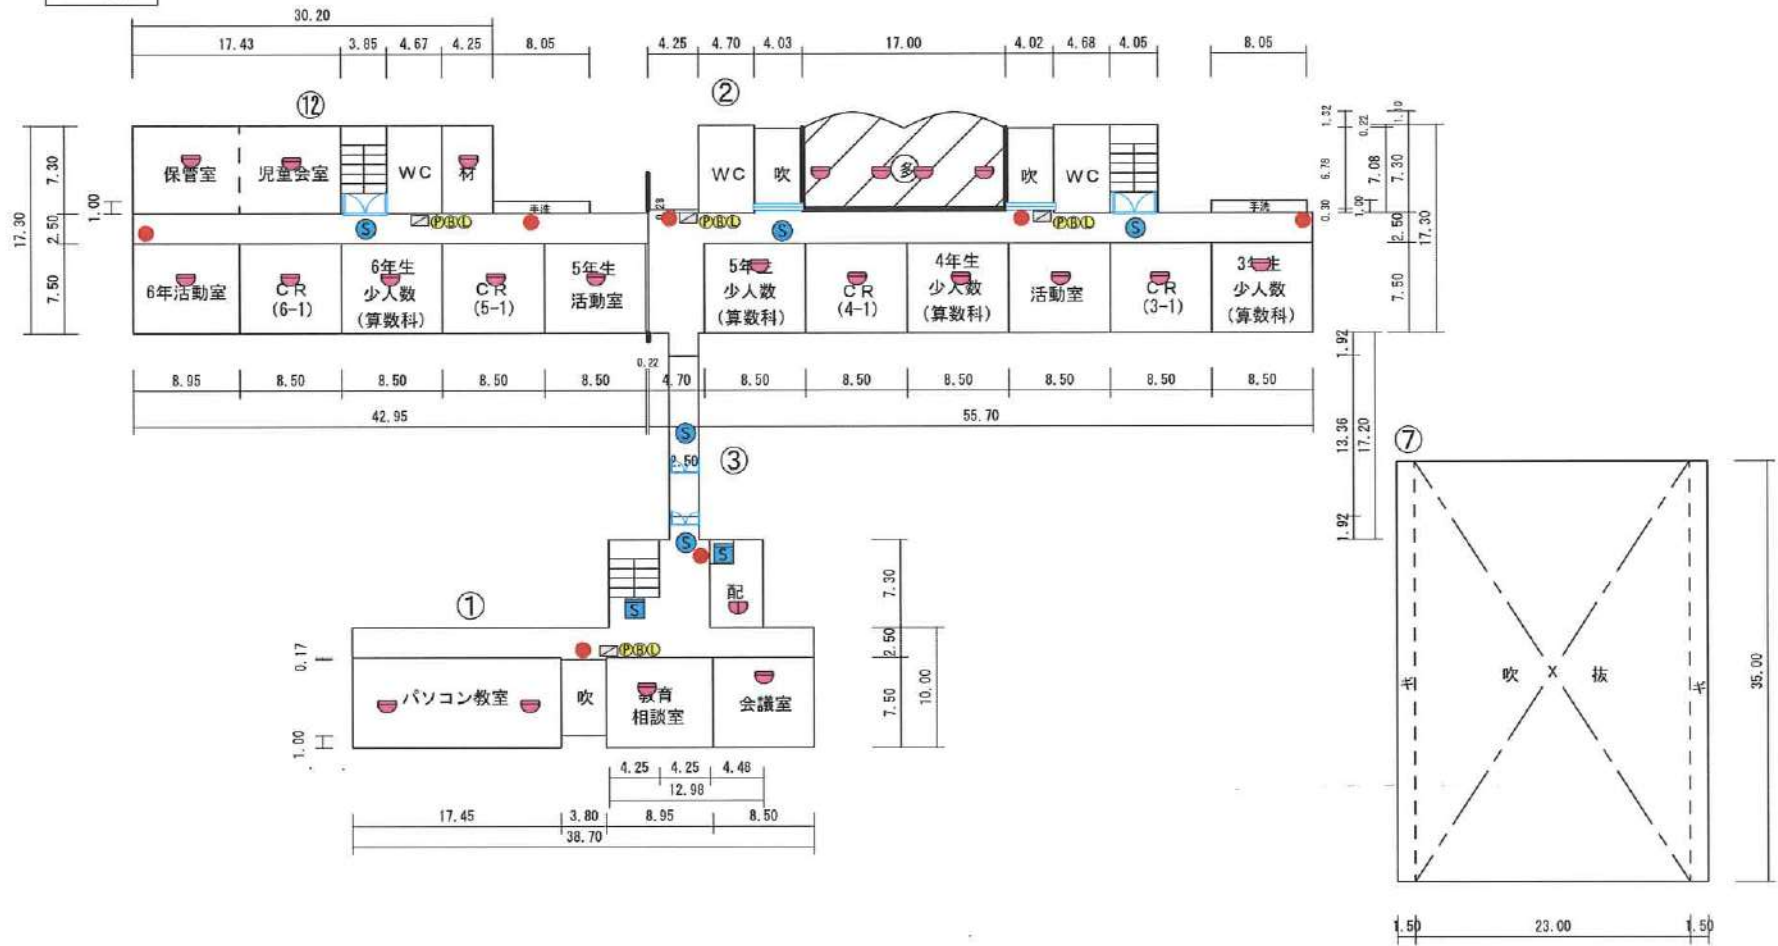 30.20
17.43 3.85 4.67 4.25 8.05 4.25 4.70 4.03 17.00 4.02 4.68 4.05 8.05
⑫ ②
17.30 7.30 1.00 2.50 7.50
保管室 児童会室 WC 材 手洗
WC 吹 多 吹 WC 手洗
0.28
1.32 6.78 0.30 0.22 7.08 1.00 1.10 7.30 2.50 7.50 17.30
S P B L P B L S P B L S
6年活動室
CR
(6-1)
6年生
少人数
(算数科)
CR
(5-1)
5年生
活動室
5年生
少人数
(算数科)
CR
(4-1)
4年生
少人数
(算数科)
活動室
CR
(3-1)
3年生
少人数
(算数科)
0.22
8.95 8.50 8.50 8.50 8.50 4.70 8.50 8.50 8.50 8.50 8.50 8.50
42.95 55.70
1.92 13.36 1.92 17.20
S
2.50
③
S S
配
S
①
7.30 2.50 7.50 10.00
P B L
0.17 1.00
パソコン教室 吹
教育
相談室
会議室
4.25 4.25 4.48
12.98
17.45 3.80 8.95 8.50
38.70
⑦
キ 吹 X 抜 キ
35.00
1.50 23.00 1.50